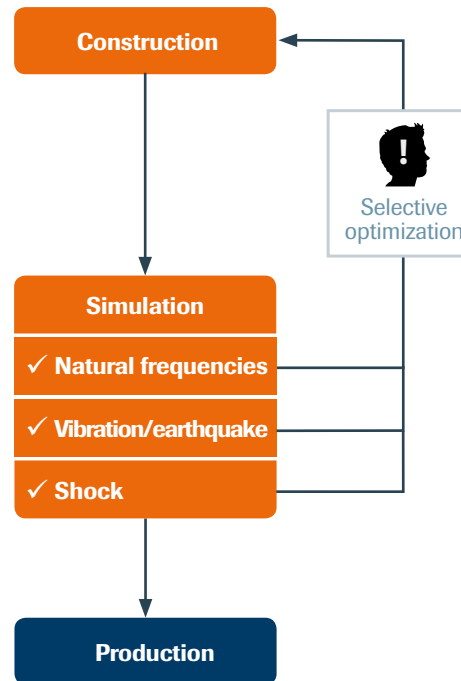 Construction
!
Selective
optimization
Simulation
✓ Natural frequencies
✓ Vibration/earthquake
✓ Shock
Production